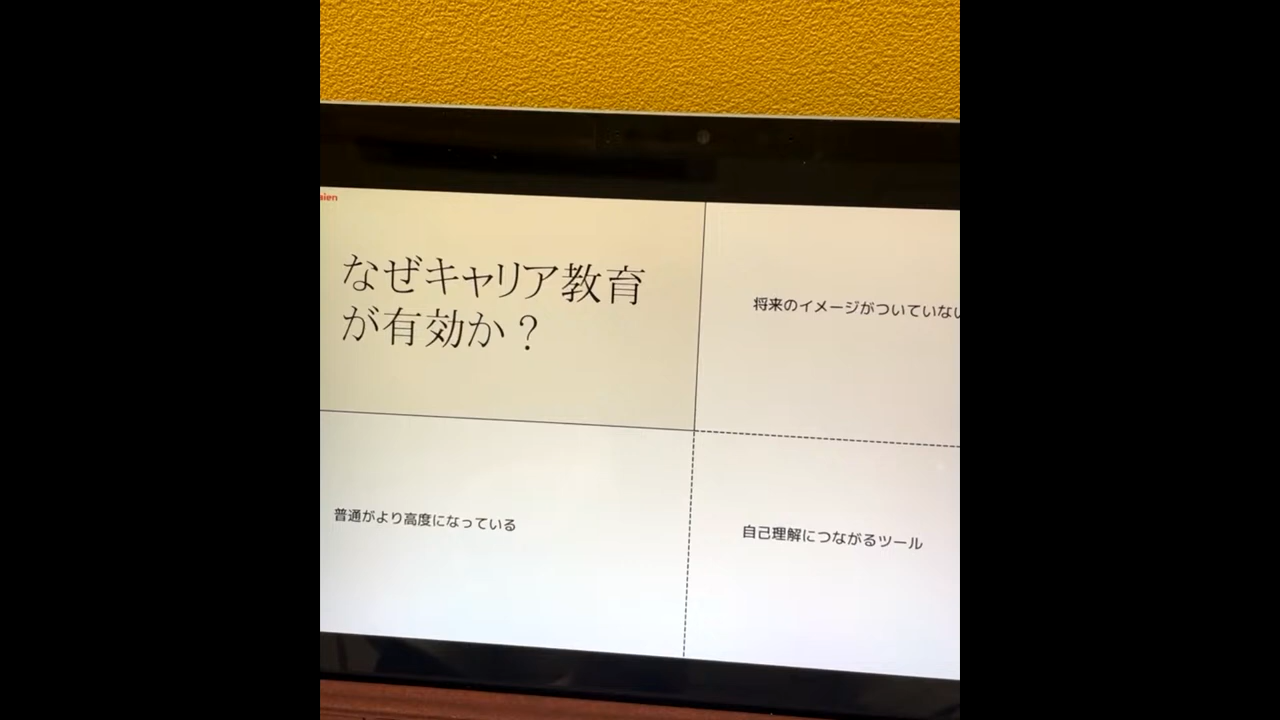 なぜキャリア教育
が有効か？
将来のイメージがついていない
普通がより高度になっている
自己理解につながるツール